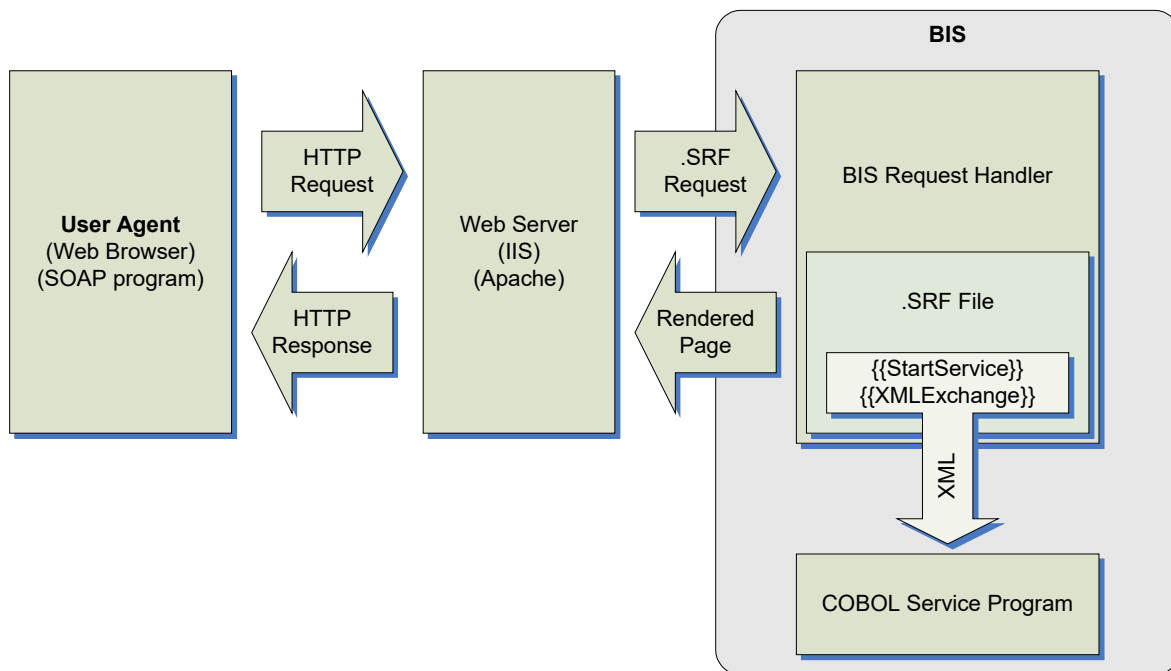 BIS
User Agent
(Web Browser)
(SOAP program)
HTTP
Request
HTTP
Response
Web Server
(IIS)
(Apache)
.SRF
Request
Rendered
Page
BIS Request Handler
.SRF File
{{StartService}}
{{XMLExchange}}
XML
COBOL Service Program